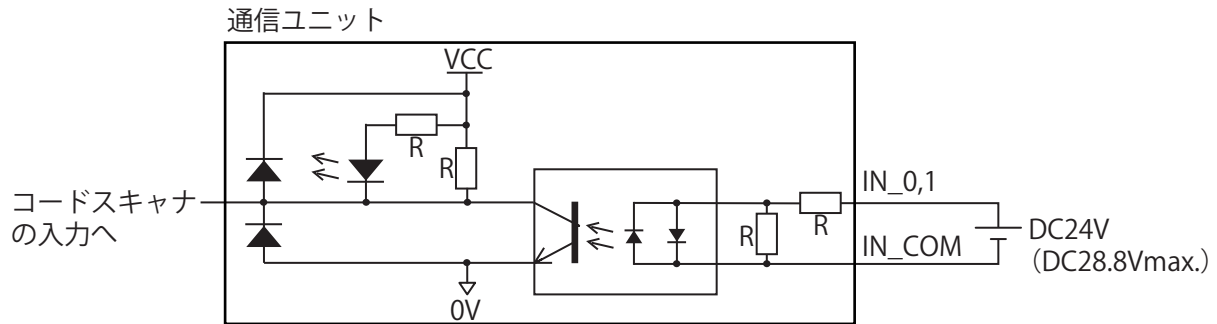 通信ユニット
VCC
R
R
コードスキャナ
の入力へ
0V
R
R
IN_0,1
IN_COM
DC24V
（DC28.8Vmax.）